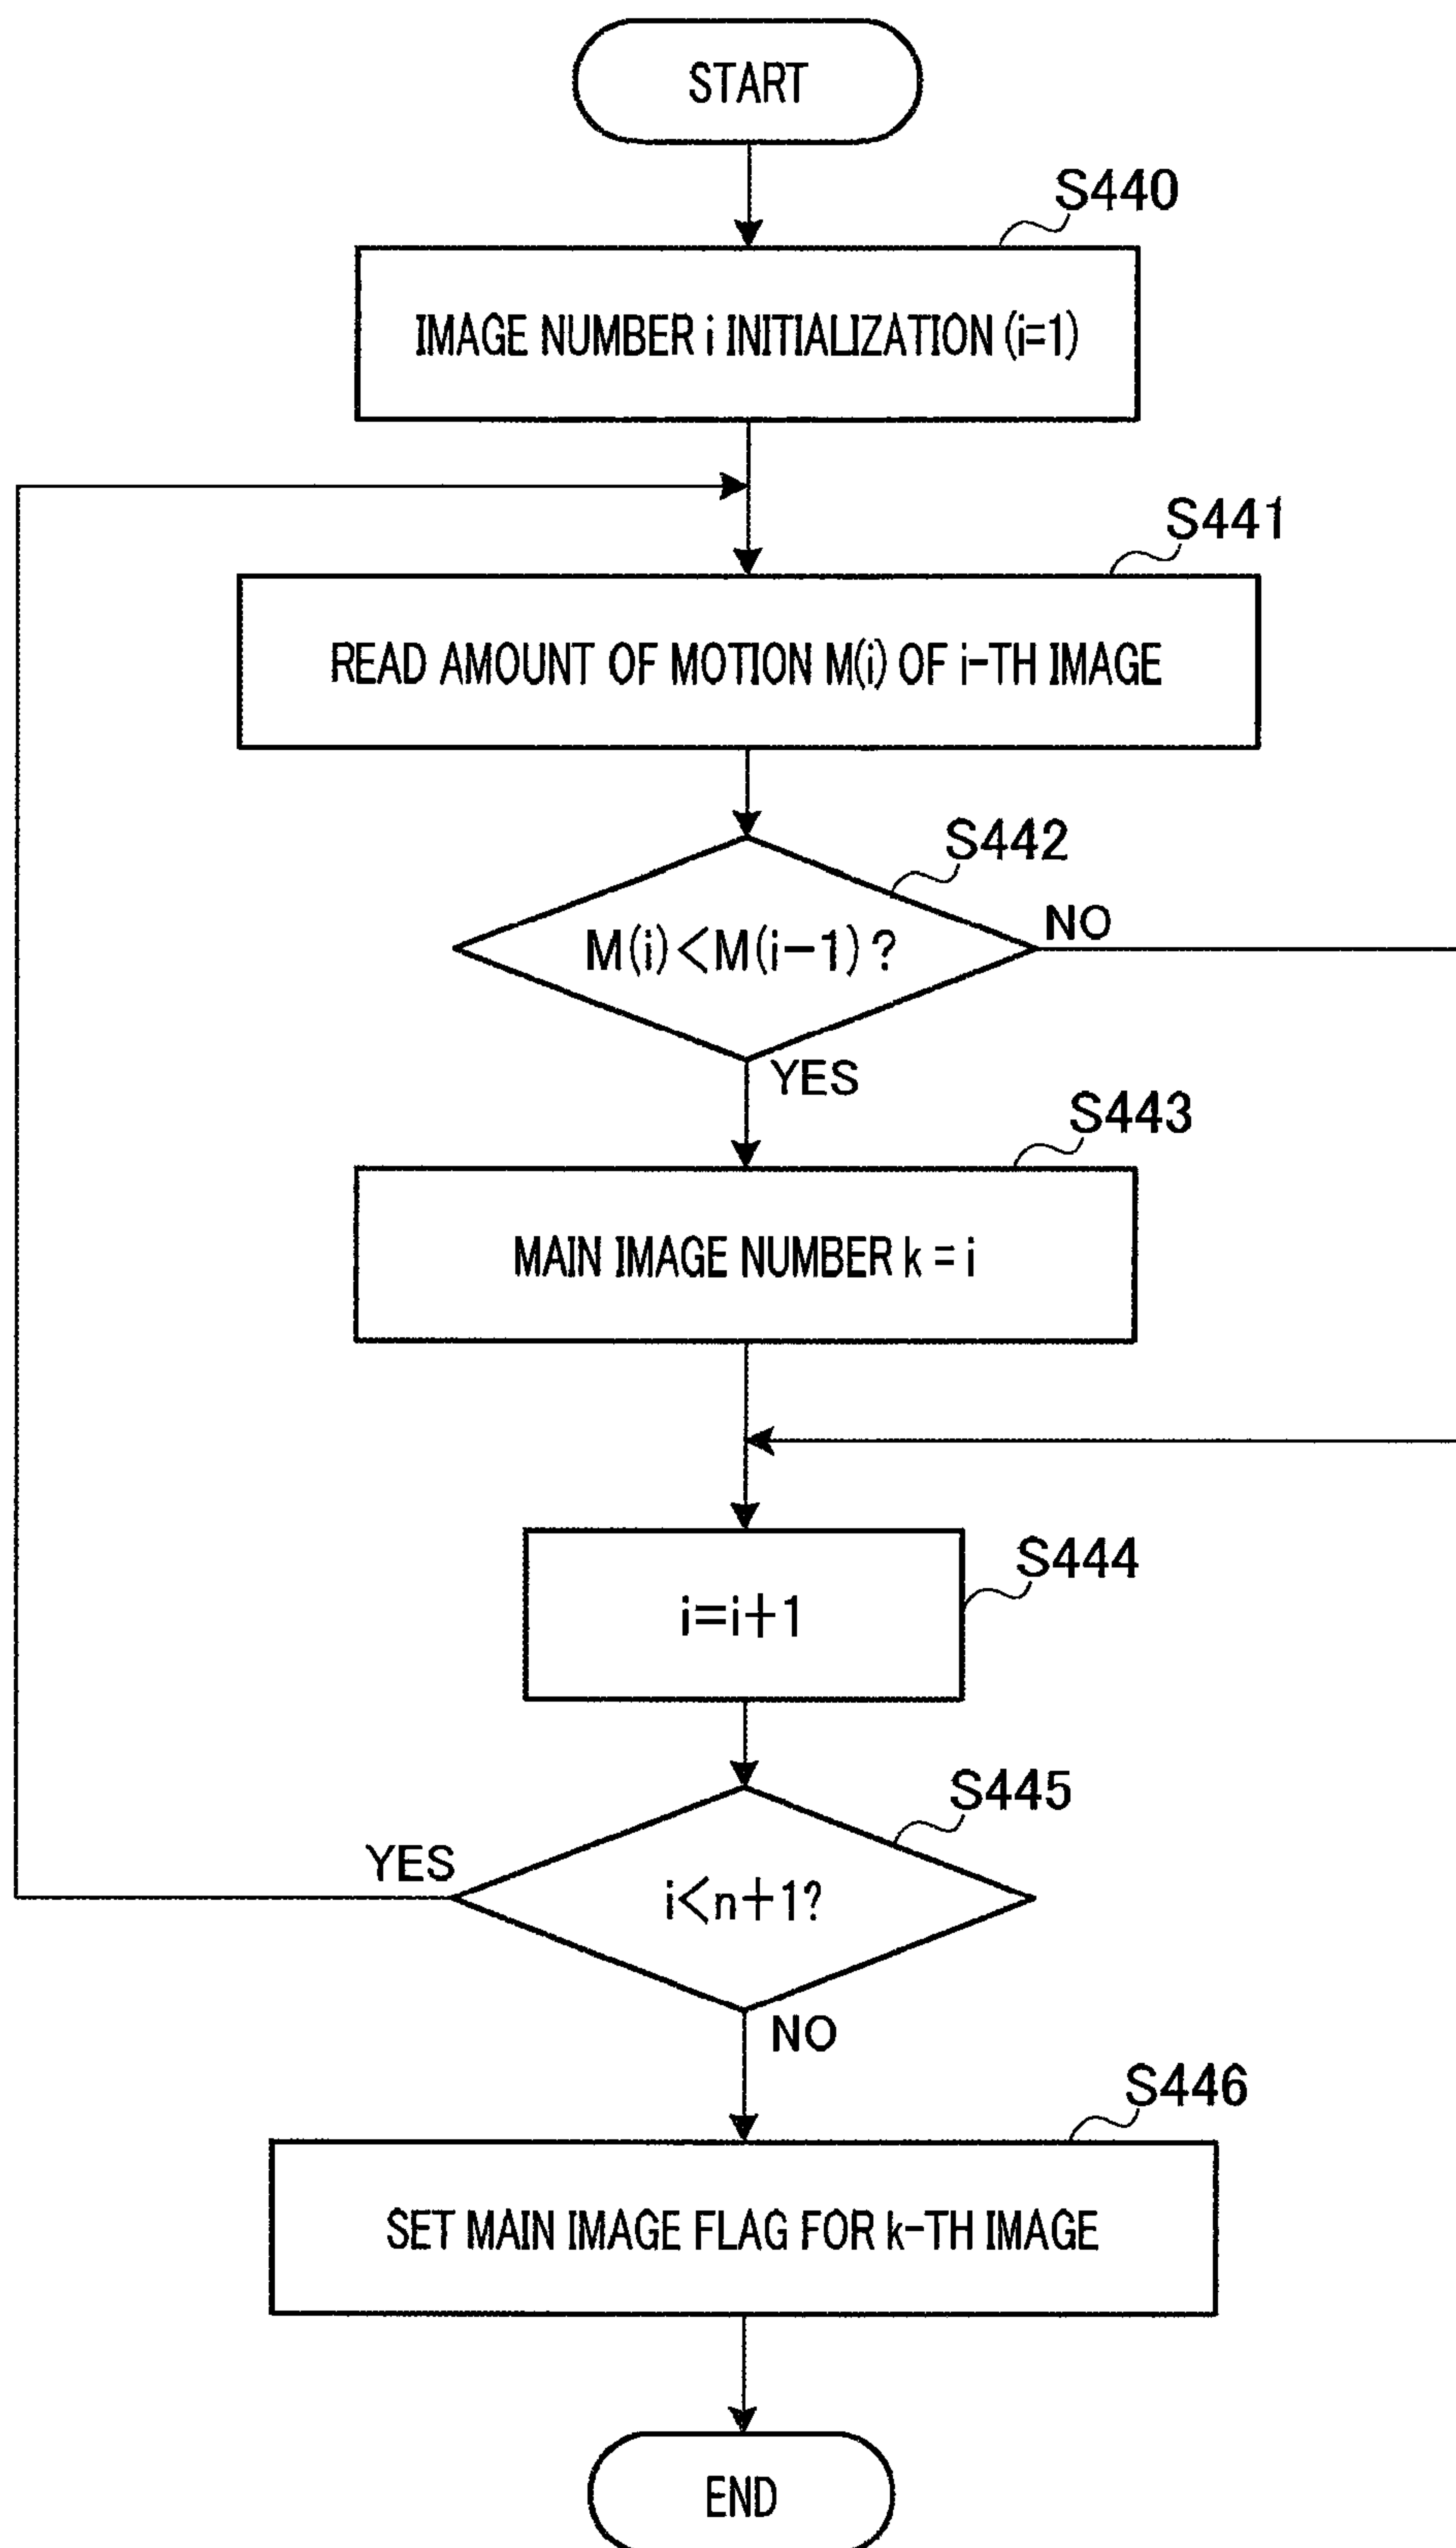 START
S440
IMAGE NUMBER i INITIALIZATION (i=1)
S441
READ AMOUNT OF MOTION M(i) OF i-TH IMAGE
S442
M(i)<M(i-1)?
NO
YES
S443
MAIN IMAGE NUMBER k = i
S444
i=i+1
S445
YES
i<n+1?
NO
S446
SET MAIN IMAGE FLAG FOR k-TH IMAGE
END